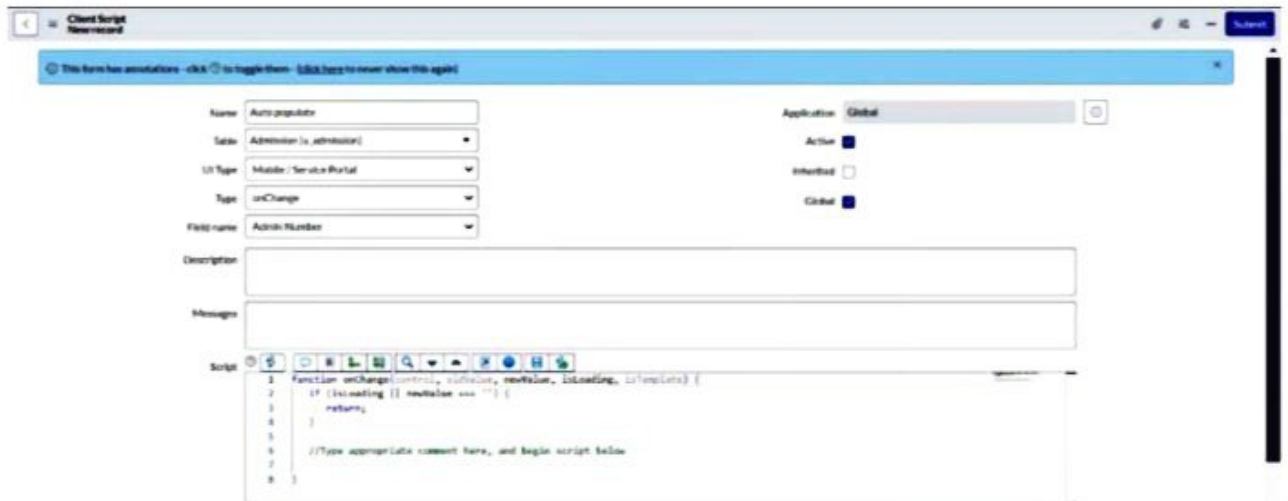 Client Script
New record
Submit
This form has annotations - click to toggle them - [click here to never show this again]
Name Auto populate
Application Global
Table Admission [u_admission]
Active
UI Type Mobile / Service Portal
Inherited
Type onChange
Global
Field name Admin Number
Description
Messages
Script
1 function onChange(control, oldValue, newValue, isLoading, isTemplate) {
2 if (isLoading || newValue === '') {
3 return;
4 }
5
6 //Type appropriate comment here, and begin script below
7
8 }